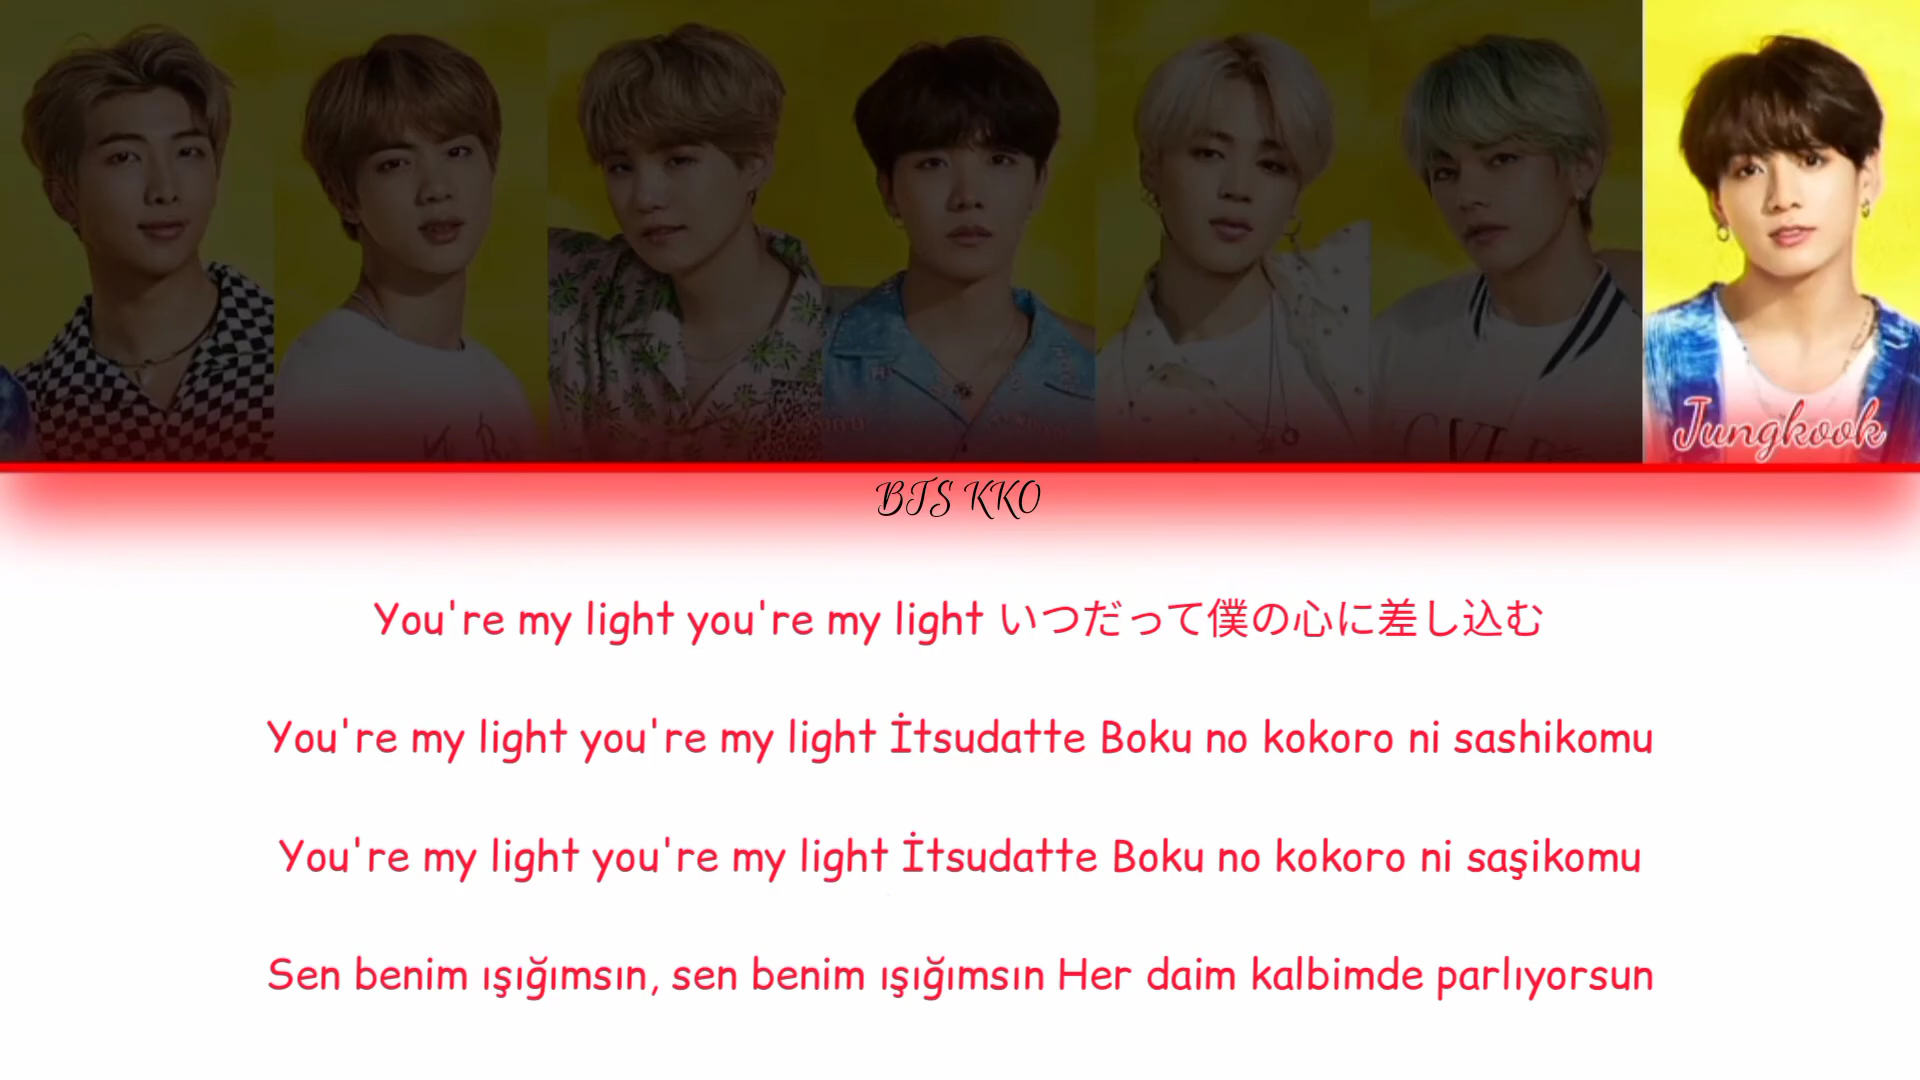 Jungkook
BTS KKO
You're my light you're my light いつだって僕の心に差し込む
You're my light you're my light İtsudatte Boku no kokoro ni sashikomu
You're my light you're my light İtsudatte Boku no kokoro ni saşikomu
Sen benim ışığımsın, sen benim ışığımsın Her daim kalbimde parlıyorsun